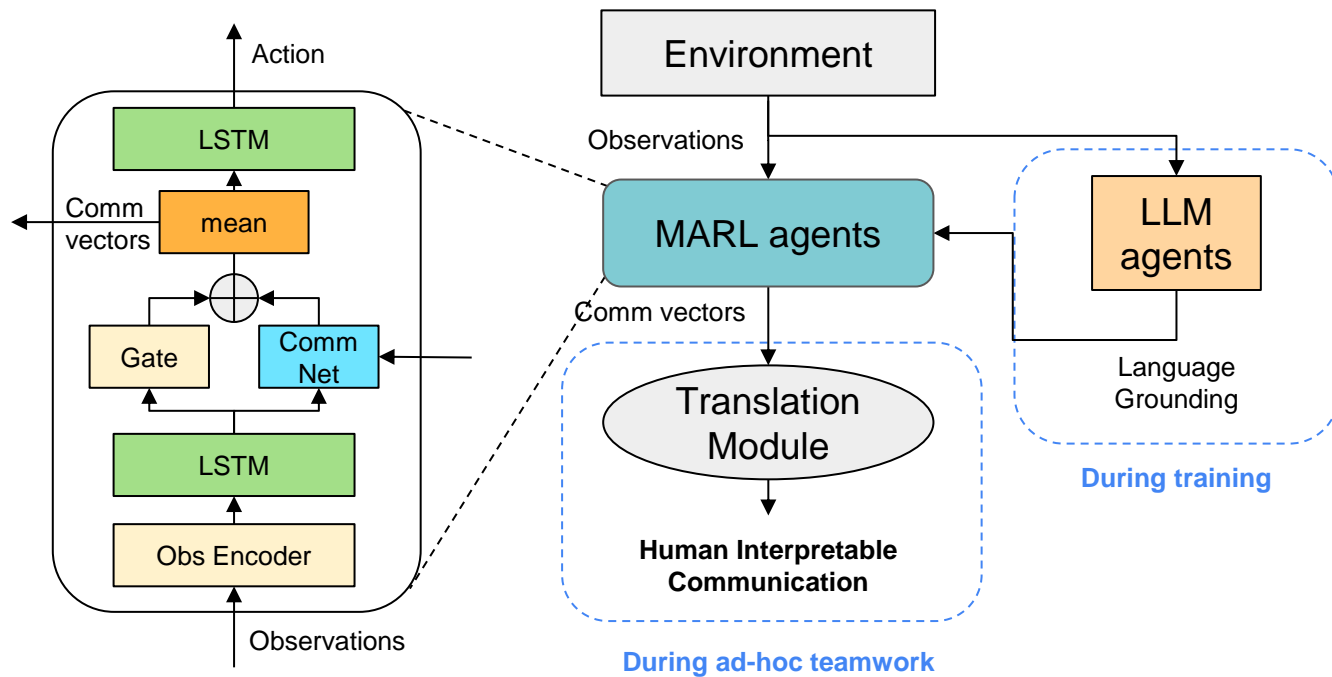 Action
LSTM
Comm
vectors
mean
Gate
Comm
Net
LSTM
Obs Encoder
Observations
Environment
Observations
MARL agents
LLM
agents
Comm vectors
Language
Grounding
Translation
Module
During training
Human Interpretable
Communication
During ad-hoc teamwork